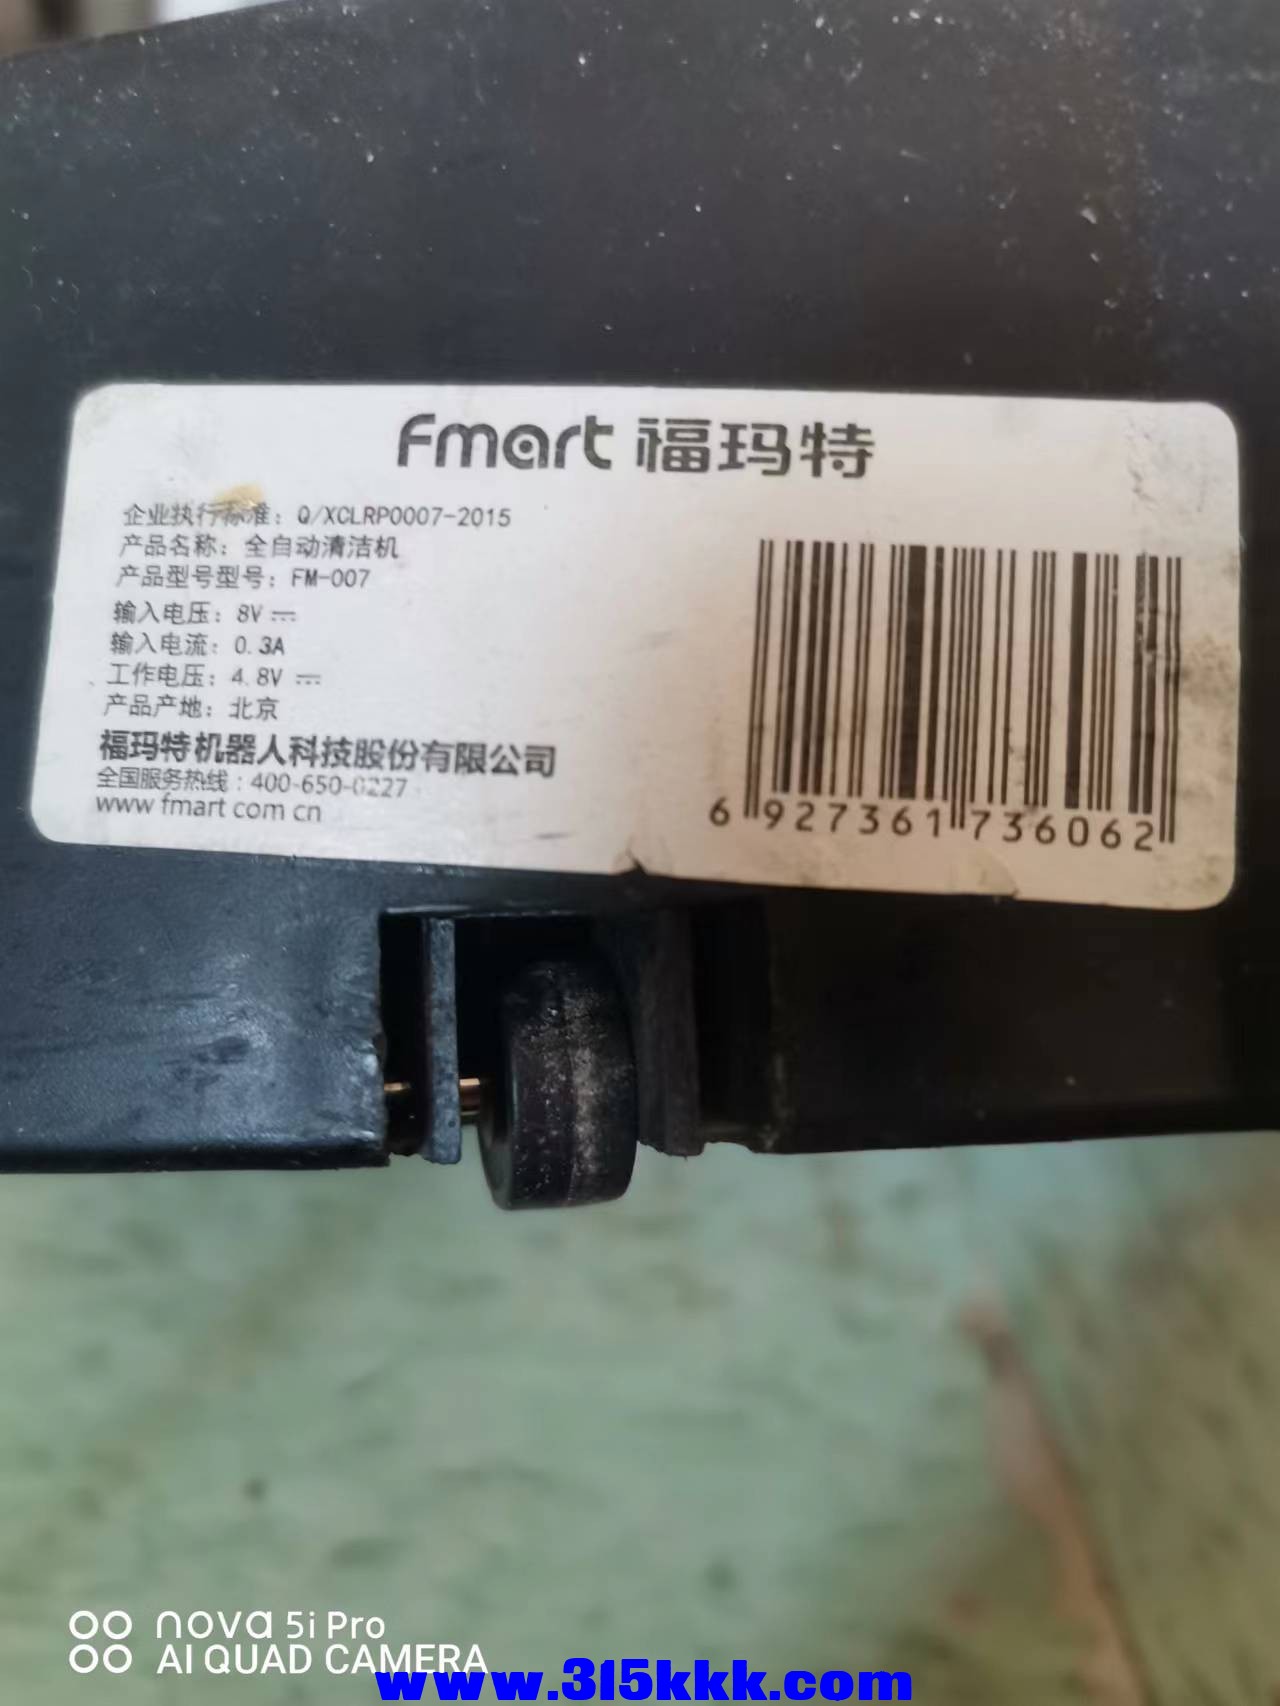 Fmart 福玛特
企业执行标准：Q/XCLRP0007-2015
产品名称：全自动清洁机
产品型号型号：FM-007
输入电压：8V ⎓
输入电流：0.3A
工作电压：4.8V ⎓
产品产地：北京
福玛特机器人科技股份有限公司
全国服务热线：400-650-0227
www fmart com cn
6 927361 736062
nova 5i Pro
AI QUAD CAMERA
www.315kkk.com